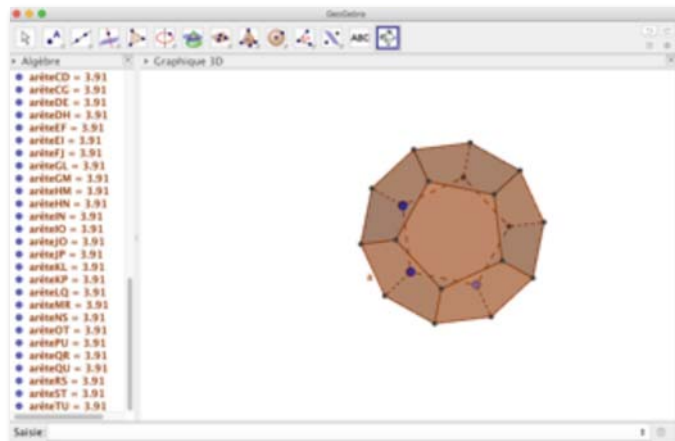 GeoGebra
ABC
Algèbre
Graphique 3D
arêteCD = 3.91
arêteCG = 3.91
arêteDE = 3.91
arêteDH = 3.91
arêteEF = 3.91
arêteEI = 3.91
arêteFJ = 3.91
arêteGL = 3.91
arêteGM = 3.91
arêteHM = 3.91
arêteHN = 3.91
arêteIN = 3.91
arêteIO = 3.91
arêteJO = 3.91
arêteJP = 3.91
arêteKL = 3.91
arêteKP = 3.91
arêteLQ = 3.91
arêteMR = 3.91
arêteNS = 3.91
arêteOT = 3.91
arêtePU = 3.91
arêteQR = 3.91
arêteQU = 3.91
arêteRS = 3.91
arêteST = 3.91
arêteTU = 3.91
Saisie: